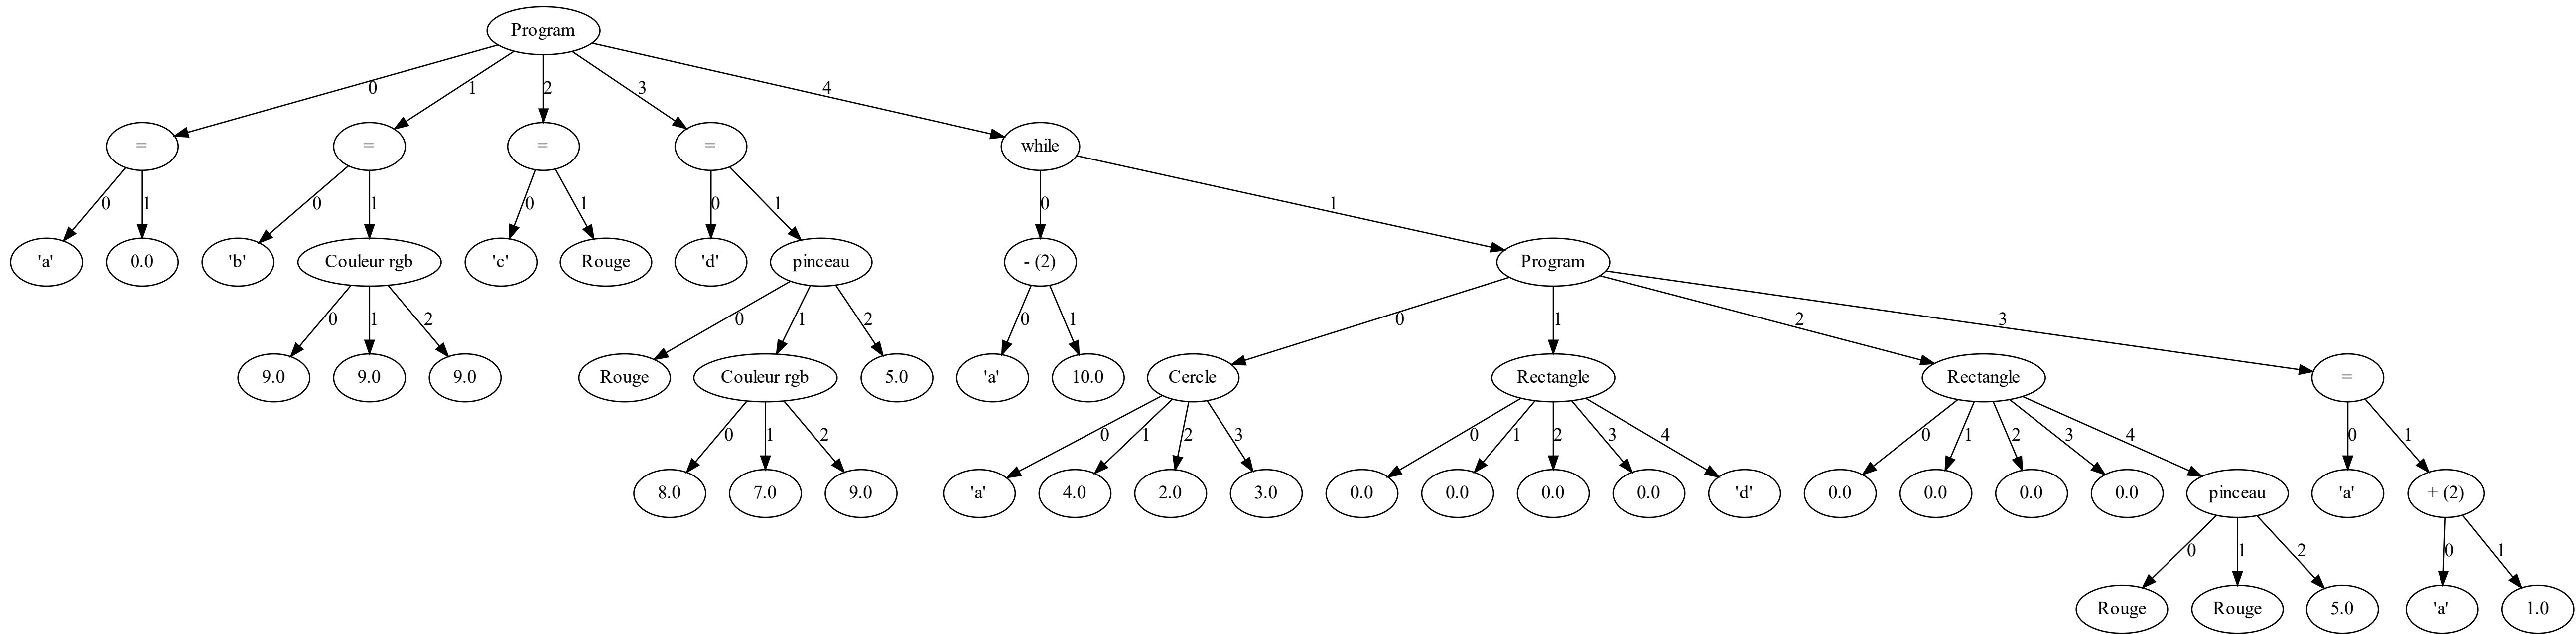 Program
0 1 2 3 4
= = = = while
0 1 0 1 0 1 0 1 0 1
'a' 0.0 'b' Couleur rgb 'c' Rouge 'd' pinceau - (2) Program
0 1 2 0 1 2 0 1 0 1 2 3
9.0 9.0 9.0 Rouge Couleur rgb 5.0 'a' 10.0 Cercle Rectangle Rectangle =
0 1 2 0 1 2 3 0 1 2 3 4 0 1 2 3 4 0 1
8.0 7.0 9.0 'a' 4.0 2.0 3.0 0.0 0.0 0.0 0.0 'd' 0.0 0.0 0.0 0.0 pinceau 'a' + (2)
0 1 2 0 1
Rouge Rouge 5.0 'a' 1.0